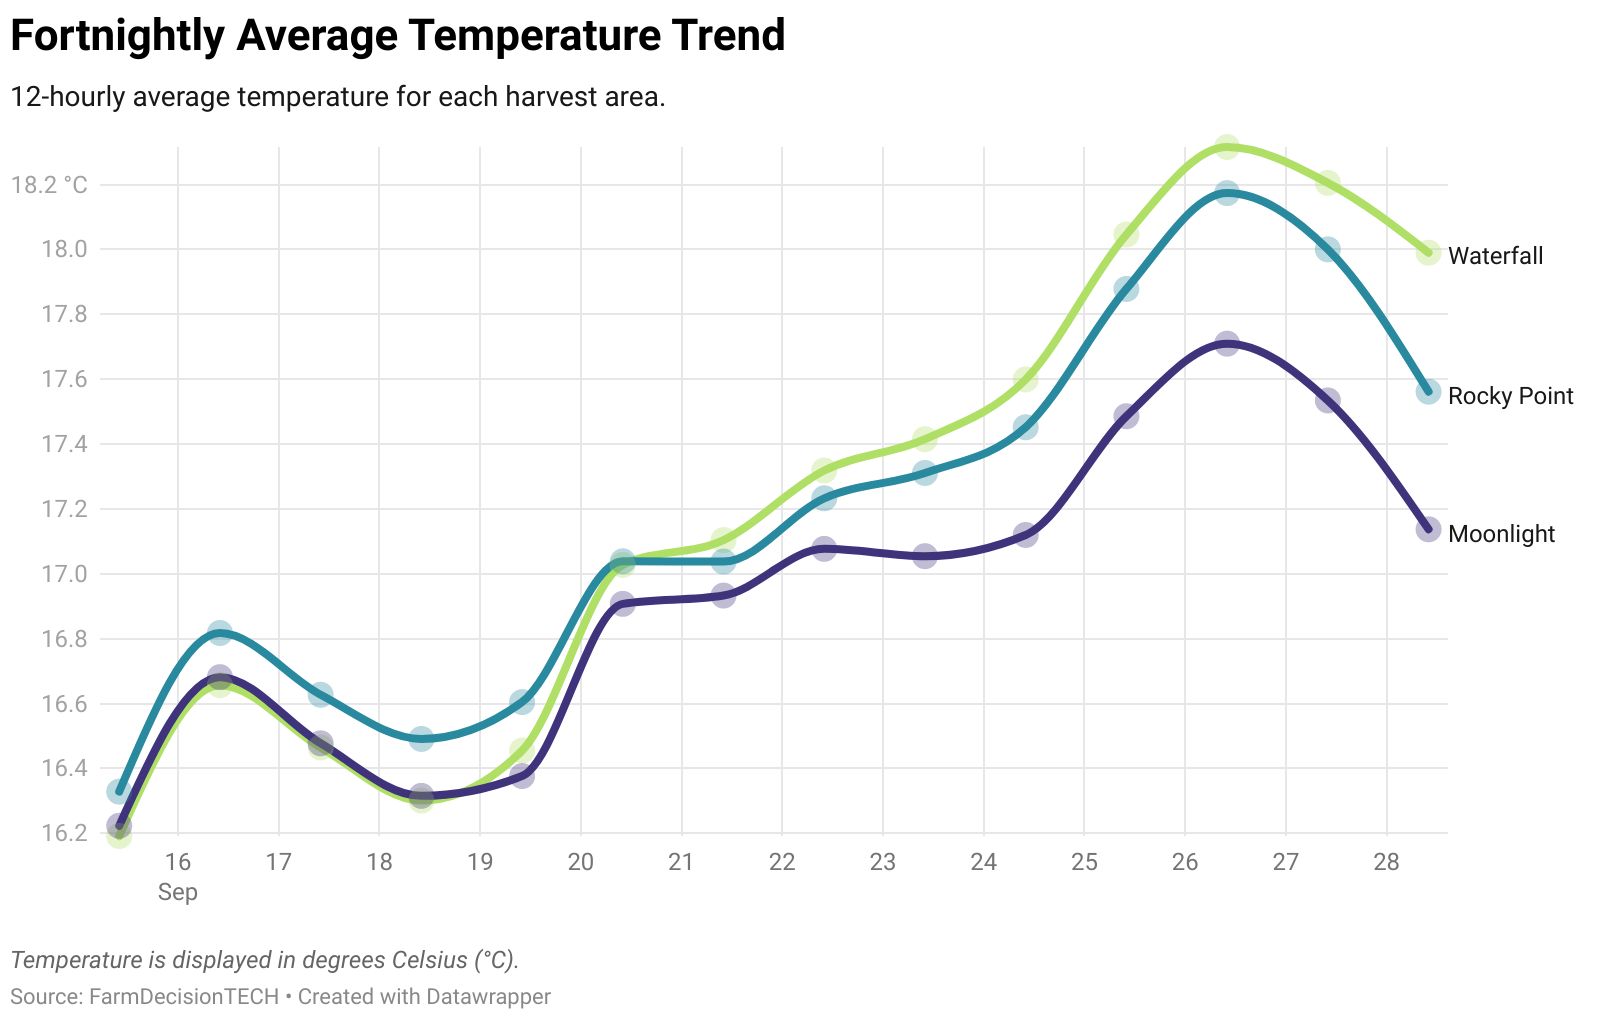 Fortnightly Average Temperature Trend
12-hourly average temperature for each harvest area.
18.2 °C
18.0
17.8
17.6
17.4
17.2
17.0
16.8
16.6
16.4
16.2
Waterfall
Rocky Point
Moonlight
16 17 18 19 20 21 22 23 24 25 26 27 28
Sep
Temperature is displayed in degrees Celsius (°C).
Source: FarmDecisionTECH • Created with Datawrapper